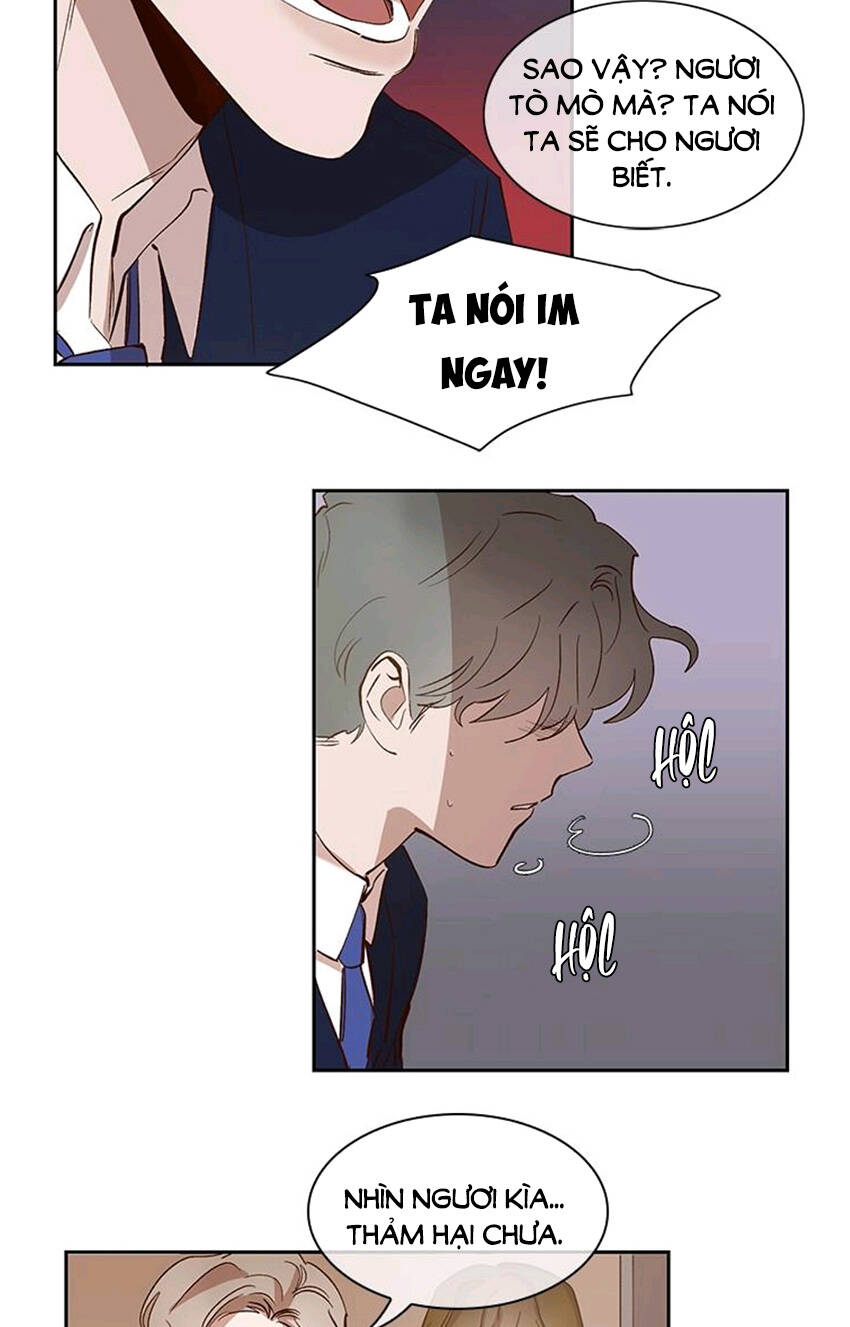 SAO VẬY? NGƯƠI
TÒ MÒ MÀ? TA NÓI
TA SẼ CHO NGƯƠI
BIẾT.
TA NÓI IM
NGAY!
HỘC
HỘC
NHÌN NGƯƠI KÌA...
THẢM HẠI CHƯA.